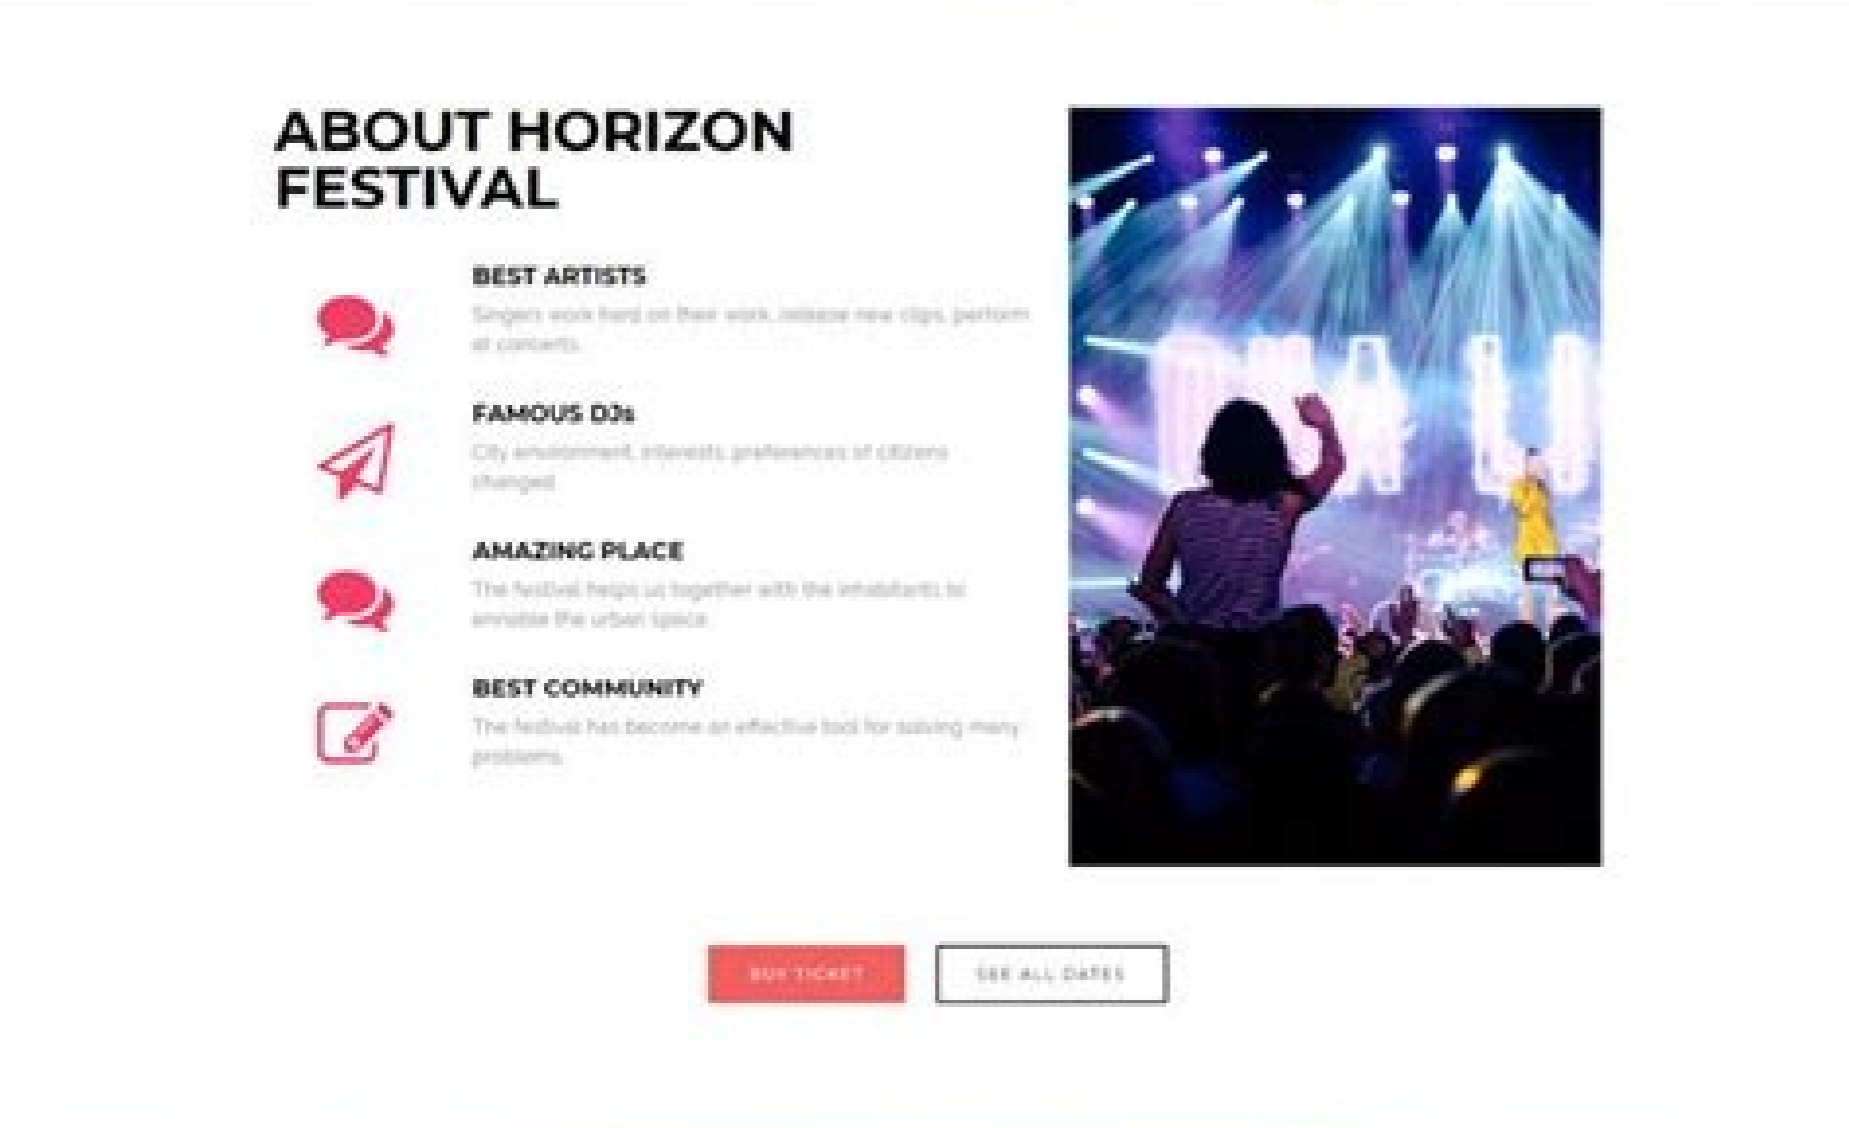 ABOUT HORIZON
FESTIVAL
BEST ARTISTS
Singers work hard on their work, release new clips, perform
at concerts.
FAMOUS DJs
City environment, interests, preferences of citizens
changed.
AMAZING PLACE
The festival helps us together with the inhabitants to
ennoble the urban space.
BEST COMMUNITY
The festival has become an effective tool for solving many
problems.
BUY TICKET
SEE ALL DATES